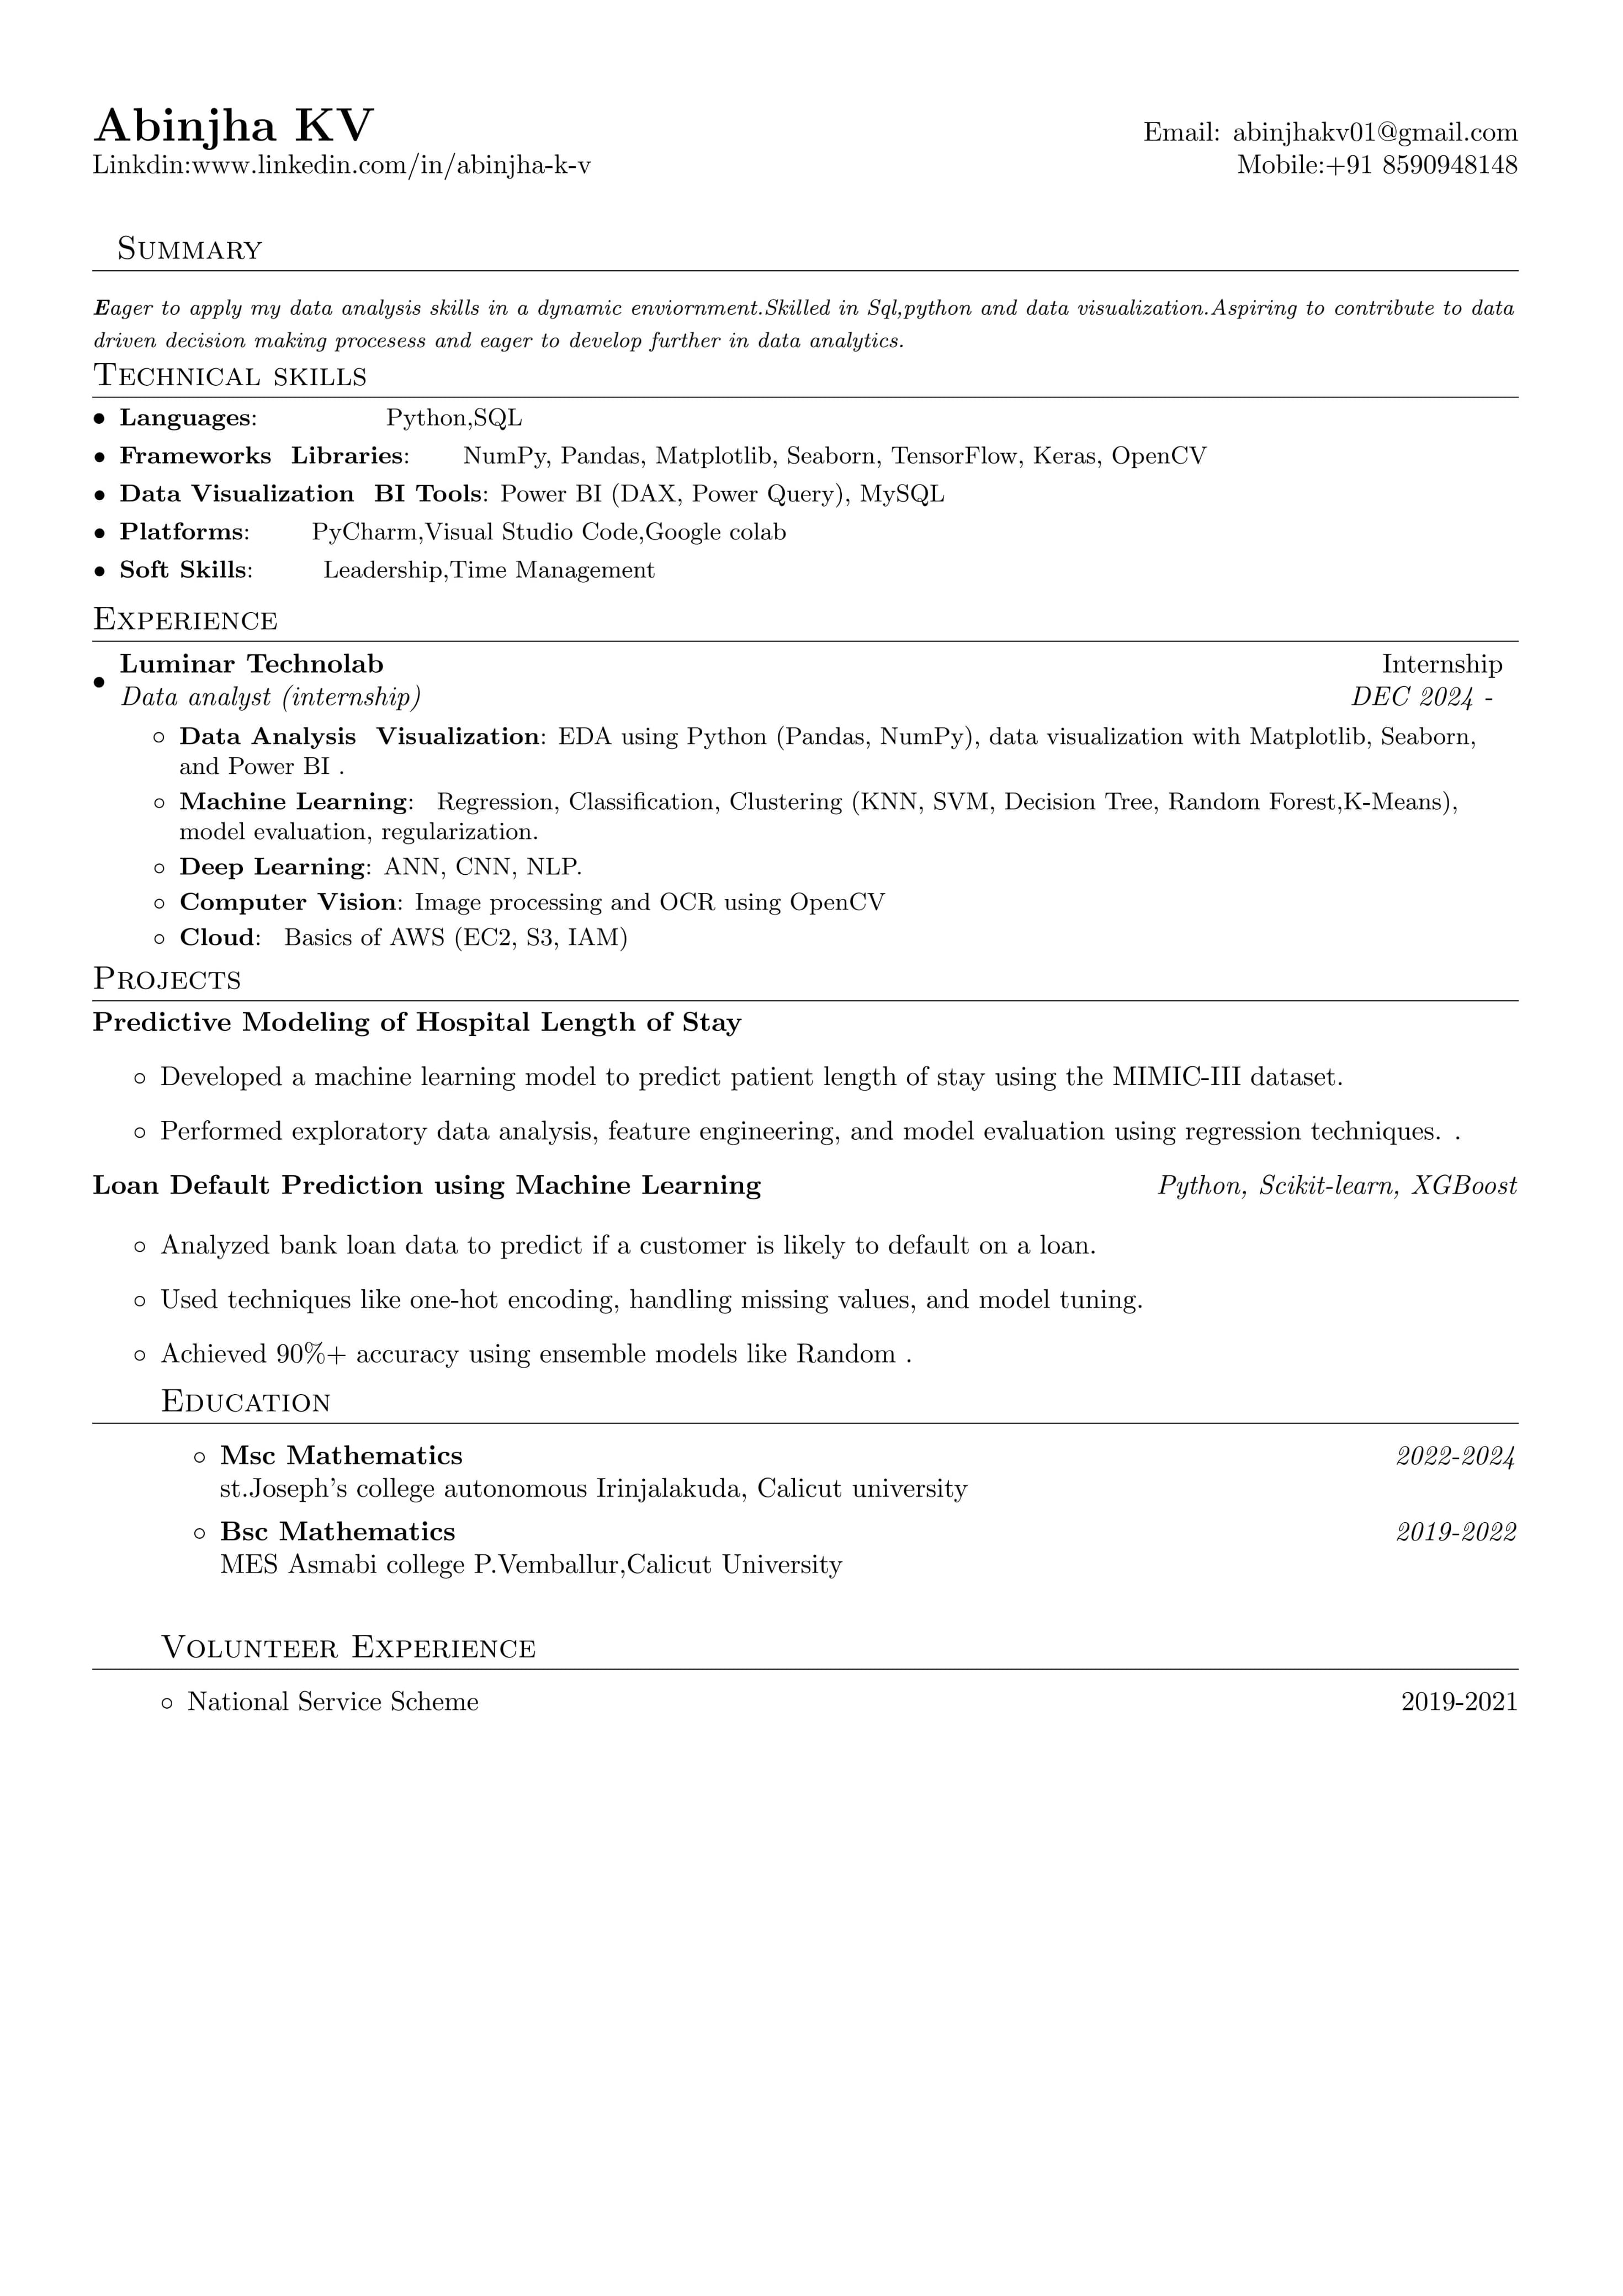 Abinjha KV
Email: abinjhakv01@gmail.com
Linkdin:www.linkedin.com/in/abinjha-k-v
Mobile:+91 8590948148
Summary
Eager to apply my data analysis skills in a dynamic enviornment.Skilled in Sql,python and data visualization.Aspiring to contribute to data
driven decision making procesess and eager to develop further in data analytics.
Technical skills
• Languages: Python,SQL
• Frameworks Libraries: NumPy, Pandas, Matplotlib, Seaborn, TensorFlow, Keras, OpenCV
• Data Visualization BI Tools: Power BI (DAX, Power Query), MySQL
• Platforms: PyCharm,Visual Studio Code,Google colab
• Soft Skills: Leadership,Time Management
Experience
• Luminar Technolab Internship
Data analyst (internship) DEC 2024 -
◦ Data Analysis Visualization: EDA using Python (Pandas, NumPy), data visualization with Matplotlib, Seaborn,
and Power BI .
◦ Machine Learning: Regression, Classification, Clustering (KNN, SVM, Decision Tree, Random Forest,K-Means),
model evaluation, regularization.
◦ Deep Learning: ANN, CNN, NLP.
◦ Computer Vision: Image processing and OCR using OpenCV
◦ Cloud: Basics of AWS (EC2, S3, IAM)
Projects
Predictive Modeling of Hospital Length of Stay
◦ Developed a machine learning model to predict patient length of stay using the MIMIC-III dataset.
◦ Performed exploratory data analysis, feature engineering, and model evaluation using regression techniques. .
Loan Default Prediction using Machine Learning Python, Scikit-learn, XGBoost
◦ Analyzed bank loan data to predict if a customer is likely to default on a loan.
◦ Used techniques like one-hot encoding, handling missing values, and model tuning.
◦ Achieved 90%+ accuracy using ensemble models like Random .
Education
◦ Msc Mathematics 2022-2024
st.Joseph's college autonomous Irinjalakuda, Calicut university
◦ Bsc Mathematics 2019-2022
MES Asmabi college P.Vemballur,Calicut University
Volunteer Experience
◦ National Service Scheme 2019-2021